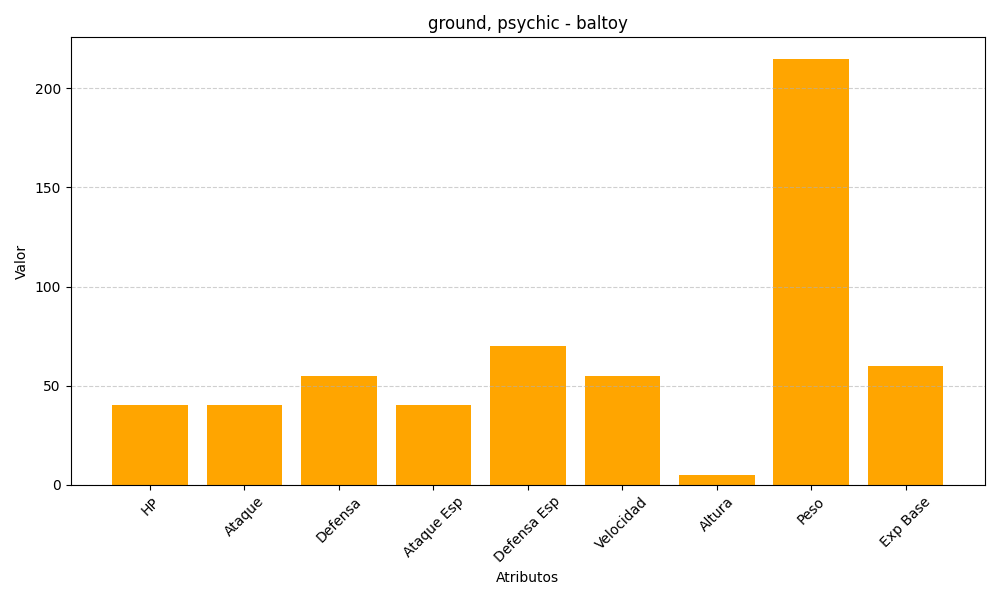 ground, psychic - baltoy
Valor
200
150
100
50
0
HP
Ataque
Defensa
Ataque Esp
Defensa Esp
Velocidad
Altura
Peso
Exp Base
Atributos